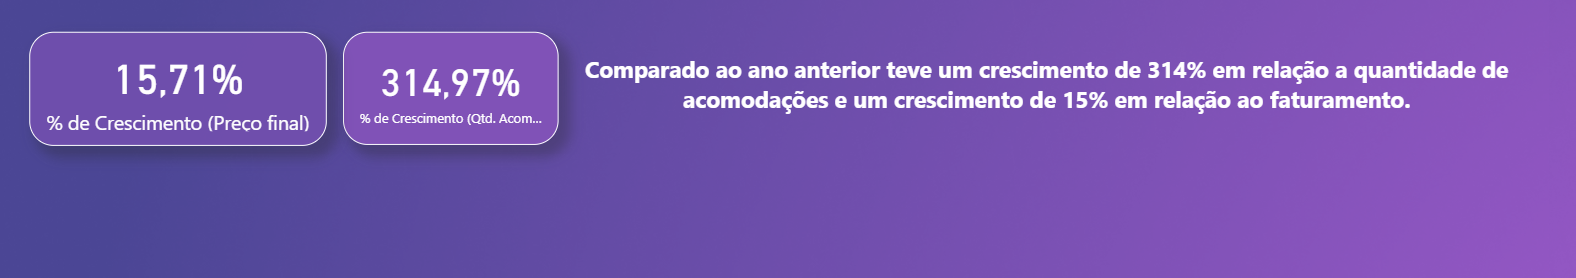 15,71%
% de Crescimento (Preço final)
314,97%
% de Crescimento (Qtd. Acom...
Comparado ao ano anterior teve um crescimento de 314% em relação a quantidade de
acomodações e um crescimento de 15% em relação ao faturamento.